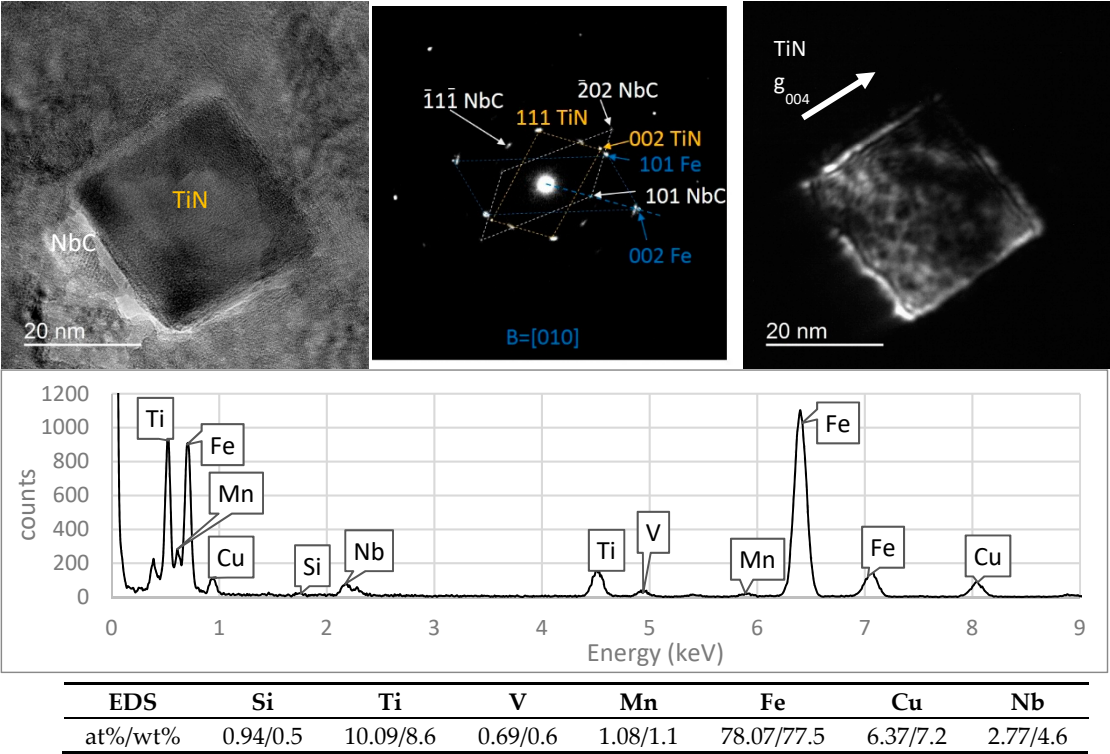 TiN
NbC
20 nm
1̅11̅ NbC
2̅02 NbC
111 TiN
002 TiN
101 Fe
101 NbC
002 Fe
B=[010]
TiN
g004
20 nm
1200
1000
800
600
400
200
0
counts
Ti
Fe
Mn
Cu
Si
Nb
Ti
V
Mn
Fe
Fe
Cu
0 1 2 3 4 5 6 7 8 9
Energy (keV)
EDS Si Ti V Mn Fe Cu Nb
at%/wt% 0.94/0.5 10.09/8.6 0.69/0.6 1.08/1.1 78.07/77.5 6.37/7.2 2.77/4.6